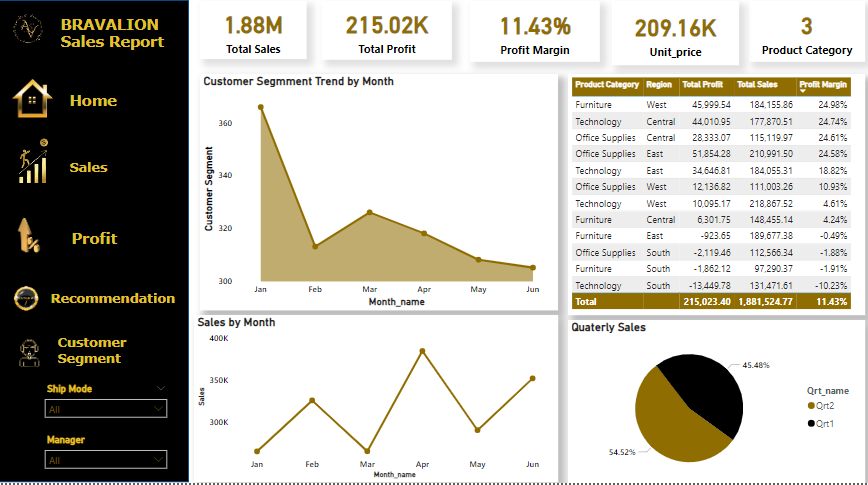 BRAVALION
Sales Report
Home
Sales
Profit
Recommendation
Customer
Segment
Ship Mode
All
Manager
All
1.88M
Total Sales
215.02K
Total Profit
11.43%
Profit Margin
209.16K
Unit_price
3
Product Category
Customer Segmment Trend by Month
Customer Segment
360
340
320
300
Jan Feb Mar Apr May Jun
Month_name
Product Category Region Total Profit Total Sales Profit Margin
Furniture West 45,999.54 184,155.86 24.98%
Technology Central 44,010.95 177,870.51 24.74%
Office Supplies Central 28,333.07 115,119.97 24.61%
Office Supplies East 51,854.28 210,991.50 24.58%
Technology East 34,646.81 184,055.31 18.82%
Office Supplies West 12,136.82 111,003.26 10.93%
Technology West 10,095.17 218,867.52 4.61%
Furniture Central 6,301.75 148,455.14 4.24%
Furniture East -923.65 189,677.38 -0.49%
Office Supplies South -2,119.46 112,566.34 -1.88%
Furniture South -1,862.12 97,290.37 -1.91%
Technology South -13,449.78 131,471.61 -10.23%
Total 215,023.40 1,881,524.77 11.43%
Sales by Month
Sales
400K
350K
300K
Jan Feb Mar Apr May Jun
Month_name
Quaterly Sales
45.48%
54.52%
Qrt_name
Qrt2
Qrt1